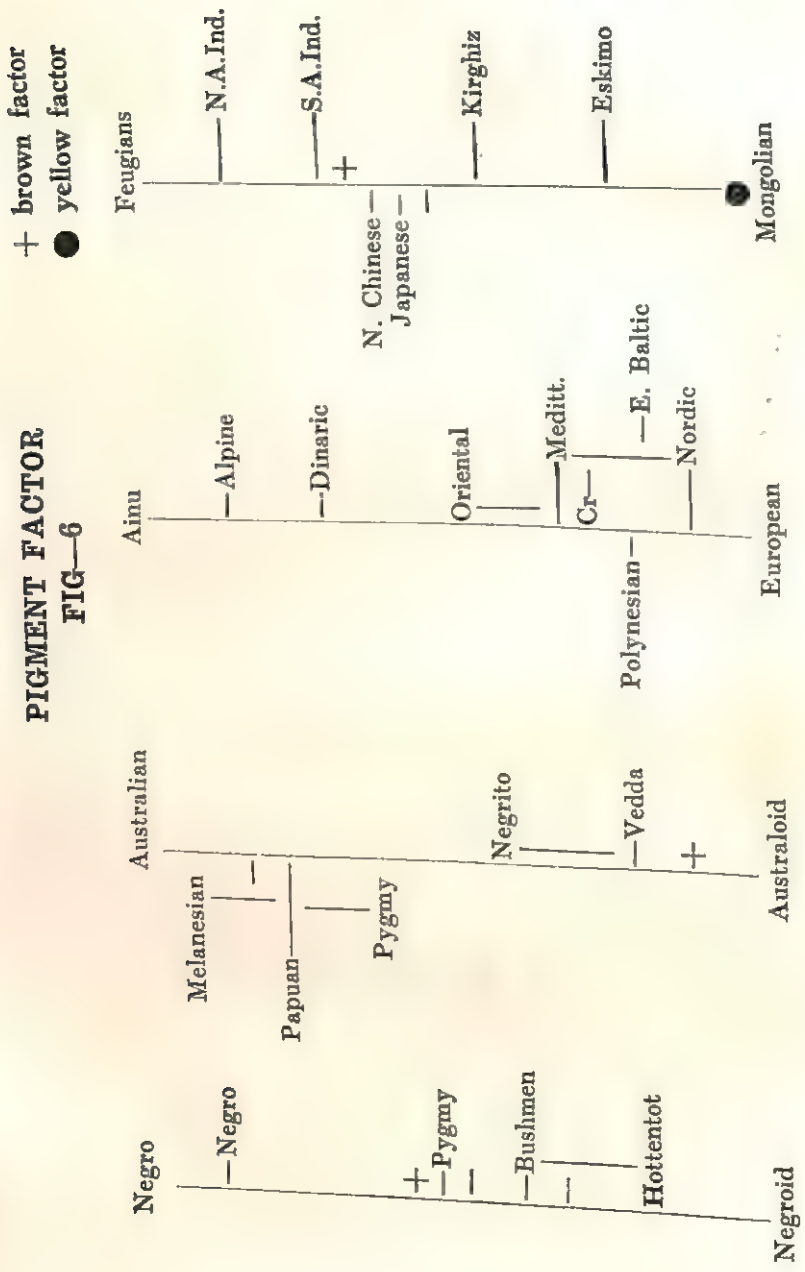 PIGMENT FACTOR
FIG—6
+ brown factor
● yellow factor
Negro
—Negro
+
—Pygmy
—Bushmen
Hottentot
Negroid
Australian
Melanesian
Papuan—
Pygmy
Negrito
—Vedda
+
Australoid
Ainu
—Alpine
—Dinaric
Oriental
—Meditt.
Cr—
Polynesian—
—E. Baltic
—Nordic
European
Feugians
—N.A.Ind.
—S.A.Ind.
+
N. Chinese—
Japanese—
—Kirghiz
—Eskimo
Mongolian